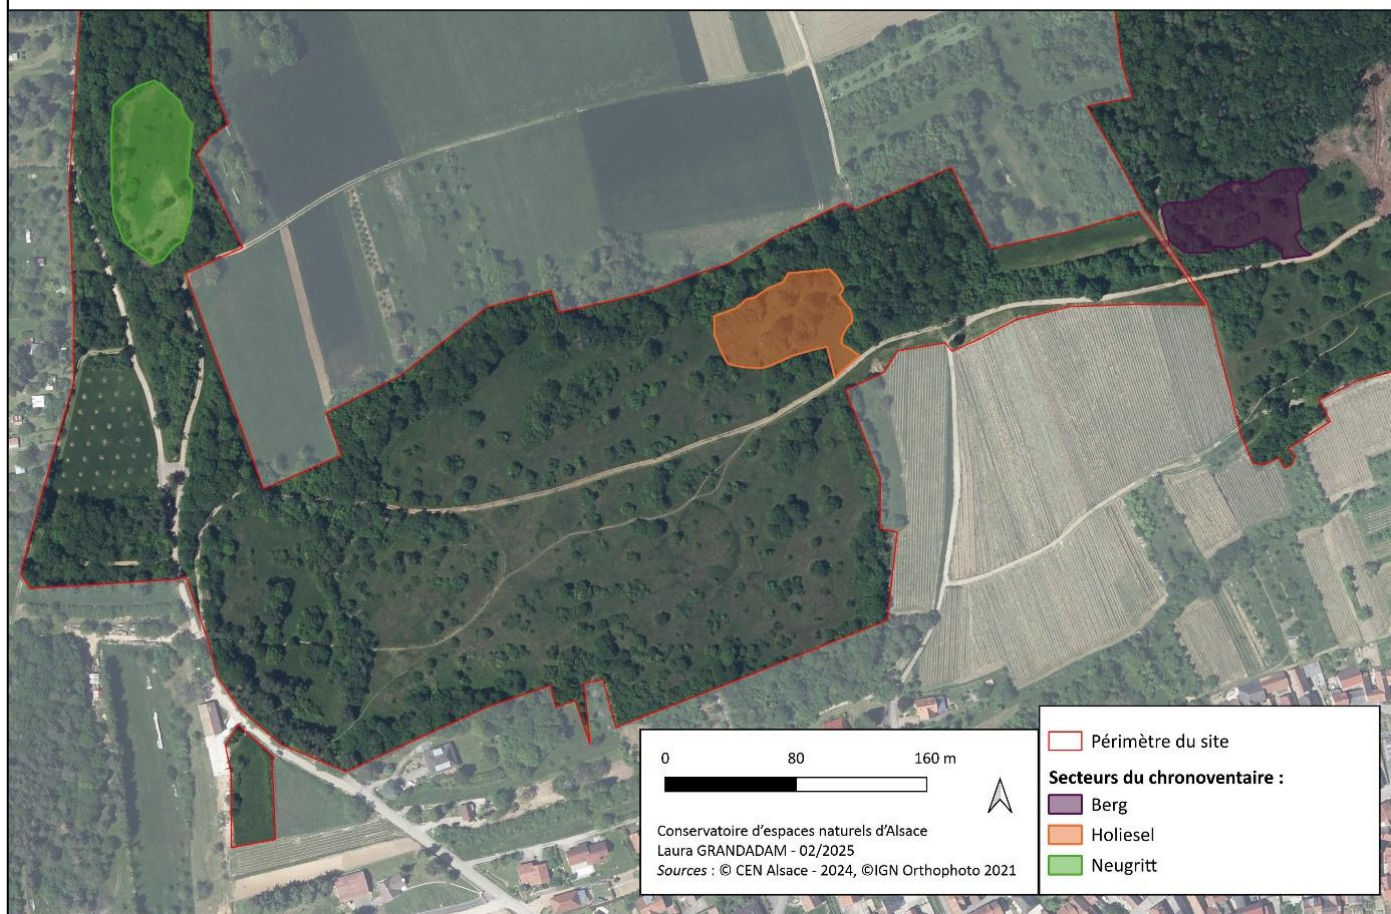 0 80 160 m
Conservatoire d'espaces naturels d'Alsace
Laura GRANDADAM - 02/2025
Sources : © CEN Alsace - 2024, ©IGN Orthophoto 2021
Périmètre du site
Secteurs du chronoventaire :
Berg
Holiesel
Neugritt